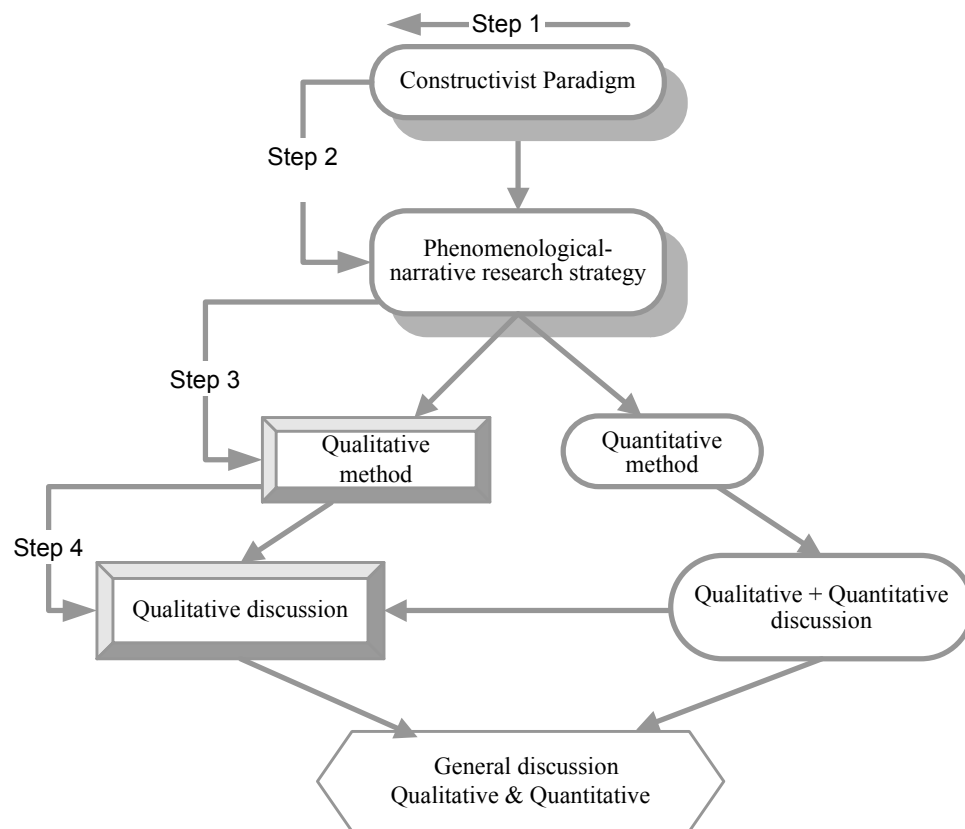 Step 1
Constructivist Paradigm
Step 2
Phenomenological-
narrative research strategy
Step 3
Qualitative
method
Quantitative
method
Step 4
Qualitative discussion
Qualitative + Quantitative
discussion
General discussion
Qualitative & Quantitative